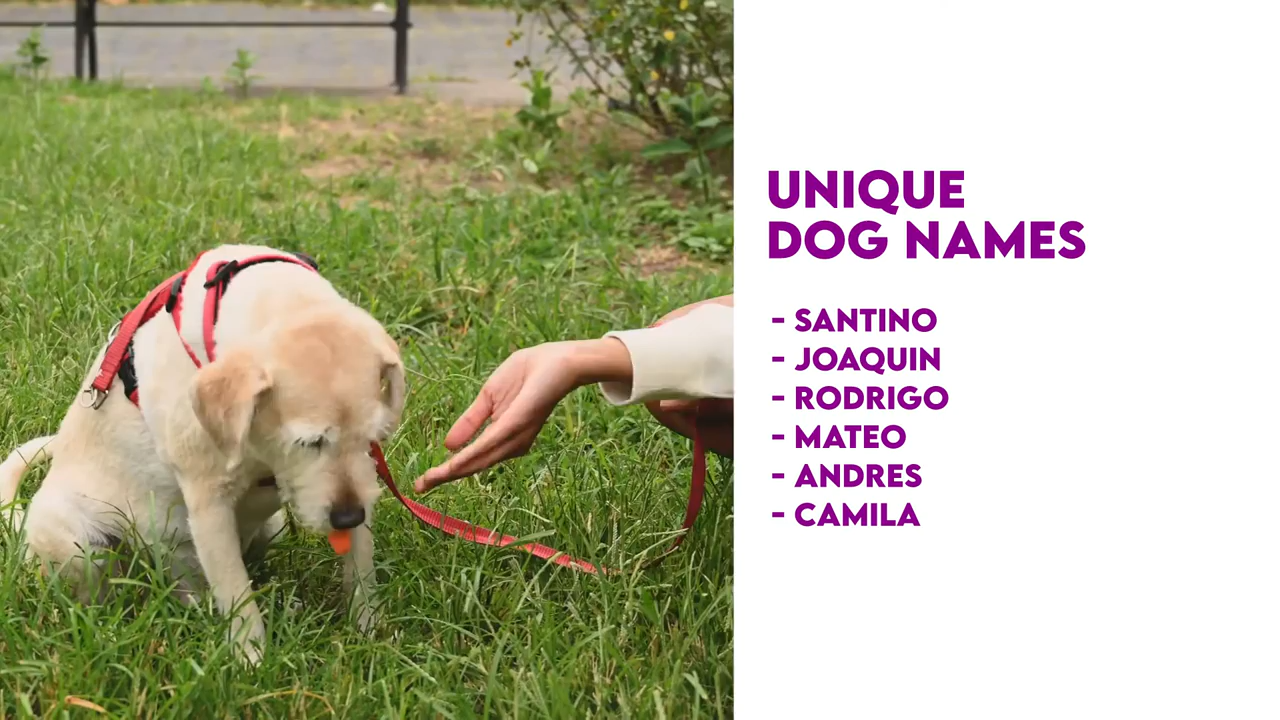 UNIQUE
DOG NAMES
- SANTINO
- JOAQUIN
- RODRIGO
- MATEO
- ANDRES
- CAMILA